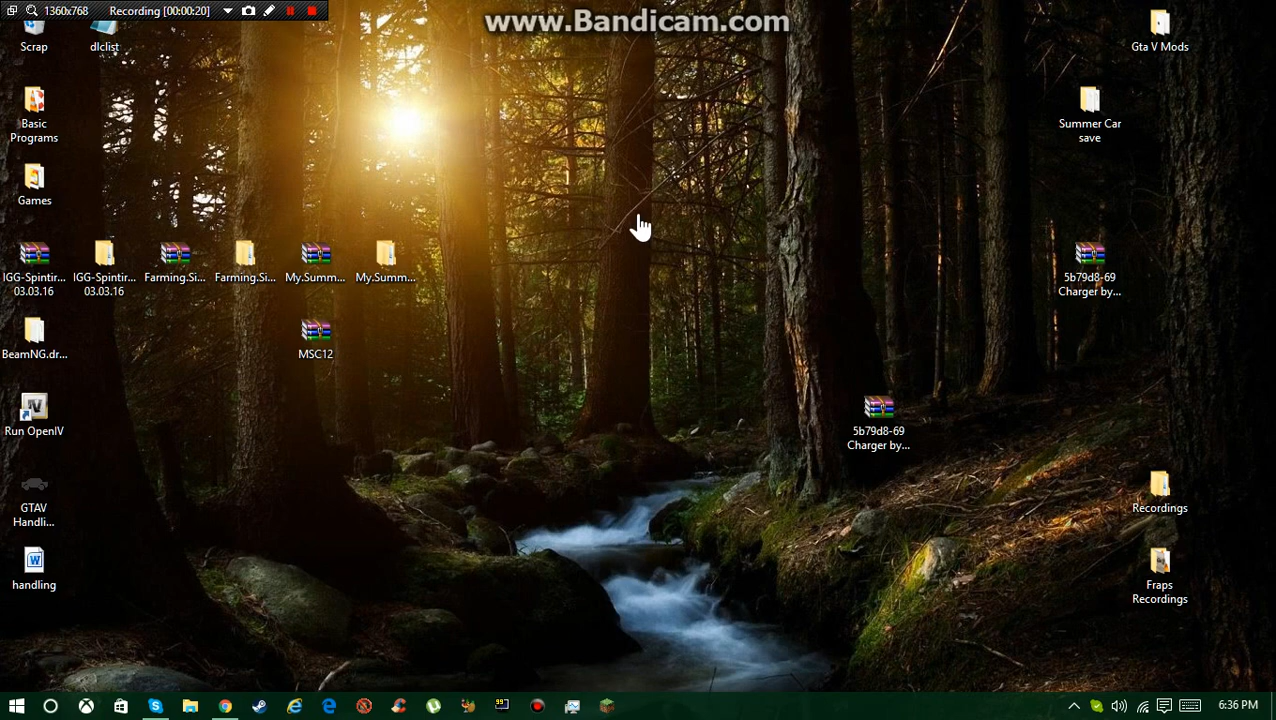 1360x768 Recording [00:00:20]
www.Bandicam.com
Scrap
dlclist
Gta V Mods
Basic
Programs
Summer Car
save
Games
IGG-Spintir...
03.03.16
IGG-Spintir...
03.03.16
Farming.Si...
Farming.Si...
My.Summ...
My.Summ...
5b79d8-69
Charger by...
BeamNG.dr...
MSC12
Run OpenIV
5b79d8-69
Charger by...
GTAV
Handli...
Recordings
handling
Fraps
Recordings
99
6:36 PM